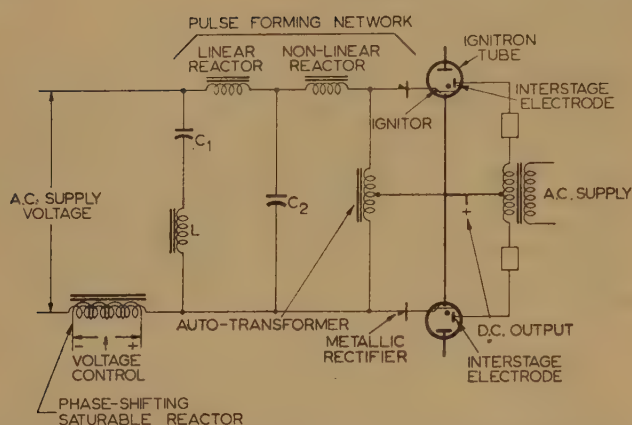 PULSE FORMING NETWORK
LINEAR
REACTOR
NON-LINEAR
REACTOR
IGNITRON
TUBE
INTERSTAGE
ELECTRODE
IGNITOR
C1
A.C. SUPPLY
VOLTAGE
L
C2
A.C. SUPPLY
+
AUTO-TRANSFORMER
METALLIC
RECTIFIER
D.C. OUTPUT
- +
VOLTAGE
CONTROL
INTERSTAGE
ELECTRODE
PHASE-SHIFTING
SATURABLE REACTOR